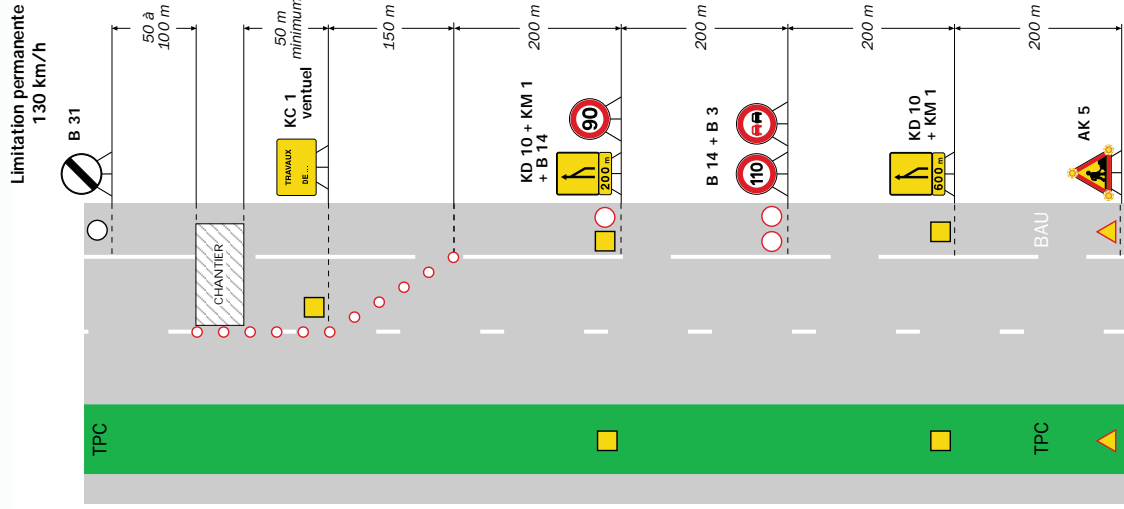 Limitation permanente
130 km/h
50 à
100 m
50 m
minimum
150 m
200 m
200 m
200 m
200 m
B 31
KC 1
ventuel
TRAVAUX
DE...
KD 10 + KM 1
+ B 14
90
200 m
B 14 + B 3
110
KD 10
+ KM 1
600 m
AK 5
CHANTIER
BAU
TPC
TPC